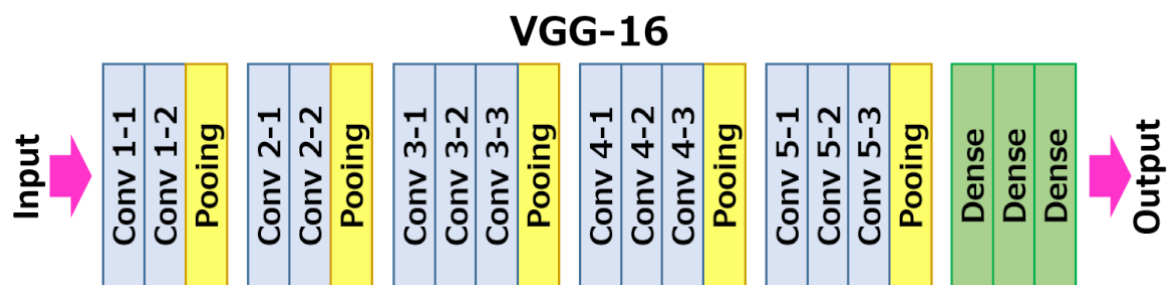 VGG-16
Input
Conv 1-1
Conv 1-2
Pooing
Conv 2-1
Conv 2-2
Pooing
Conv 3-1
Conv 3-2
Conv 3-3
Pooing
Conv 4-1
Conv 4-2
Conv 4-3
Pooing
Conv 5-1
Conv 5-2
Conv 5-3
Pooing
Dense
Dense
Dense
Output